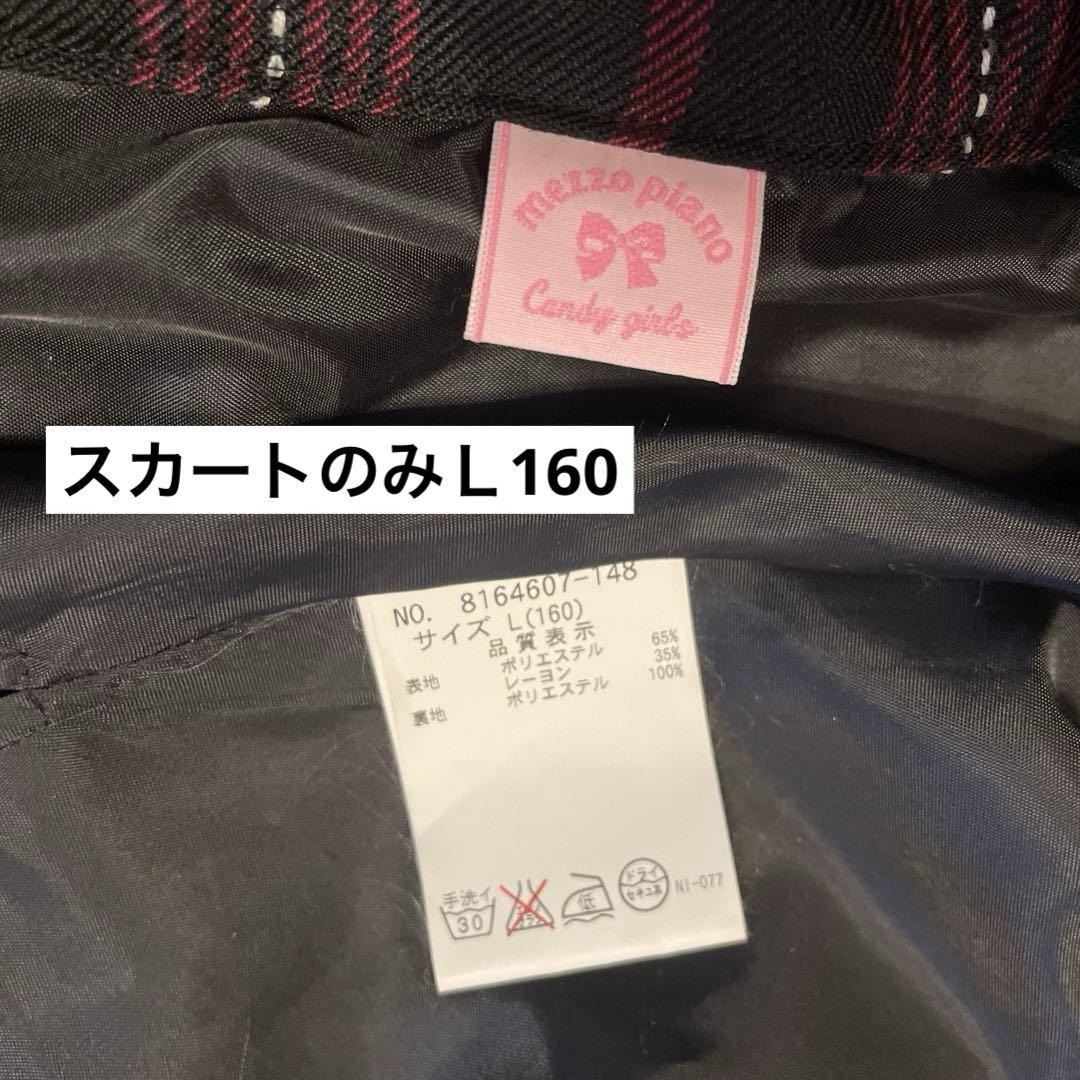 mezzo piano
Candy girls
スカートのみL160
NO. 8164607-148
サイズ L(160)
品質表示
表地 ポリエステル 65%
レーヨン 35%
裏地 ポリエステル 100%
手洗イ
30
低
ドライ
セキユ系
NI-077